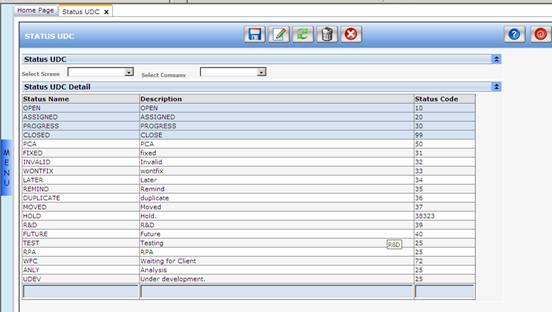 Home Page Status UDC x
STATUS UDC
Status UDC
Select Screen Select Company
Status UDC Detail
Status Name Description Status Code
OPEN OPEN 10
ASSIGNED ASSIGNED 20
PROGRESS PROGRESS 30
CLOSED CLOSE 99
PCA PCA 50
FIXED fixed 31
INVALID Invalid 32
WONTFIX wontfix 33
LATER Later 34
REMIND Remind 35
DUPLICATE duplicate 36
MOVED Moved 37
HOLD Hold. 38323
R&D R&D 39
FUTURE Future 40
TEST Testing 25
R&D
RPA RPA 25
WFC Waiting for Client 72
ANLY Analysis 25
UDEV Under development. 25
MENU